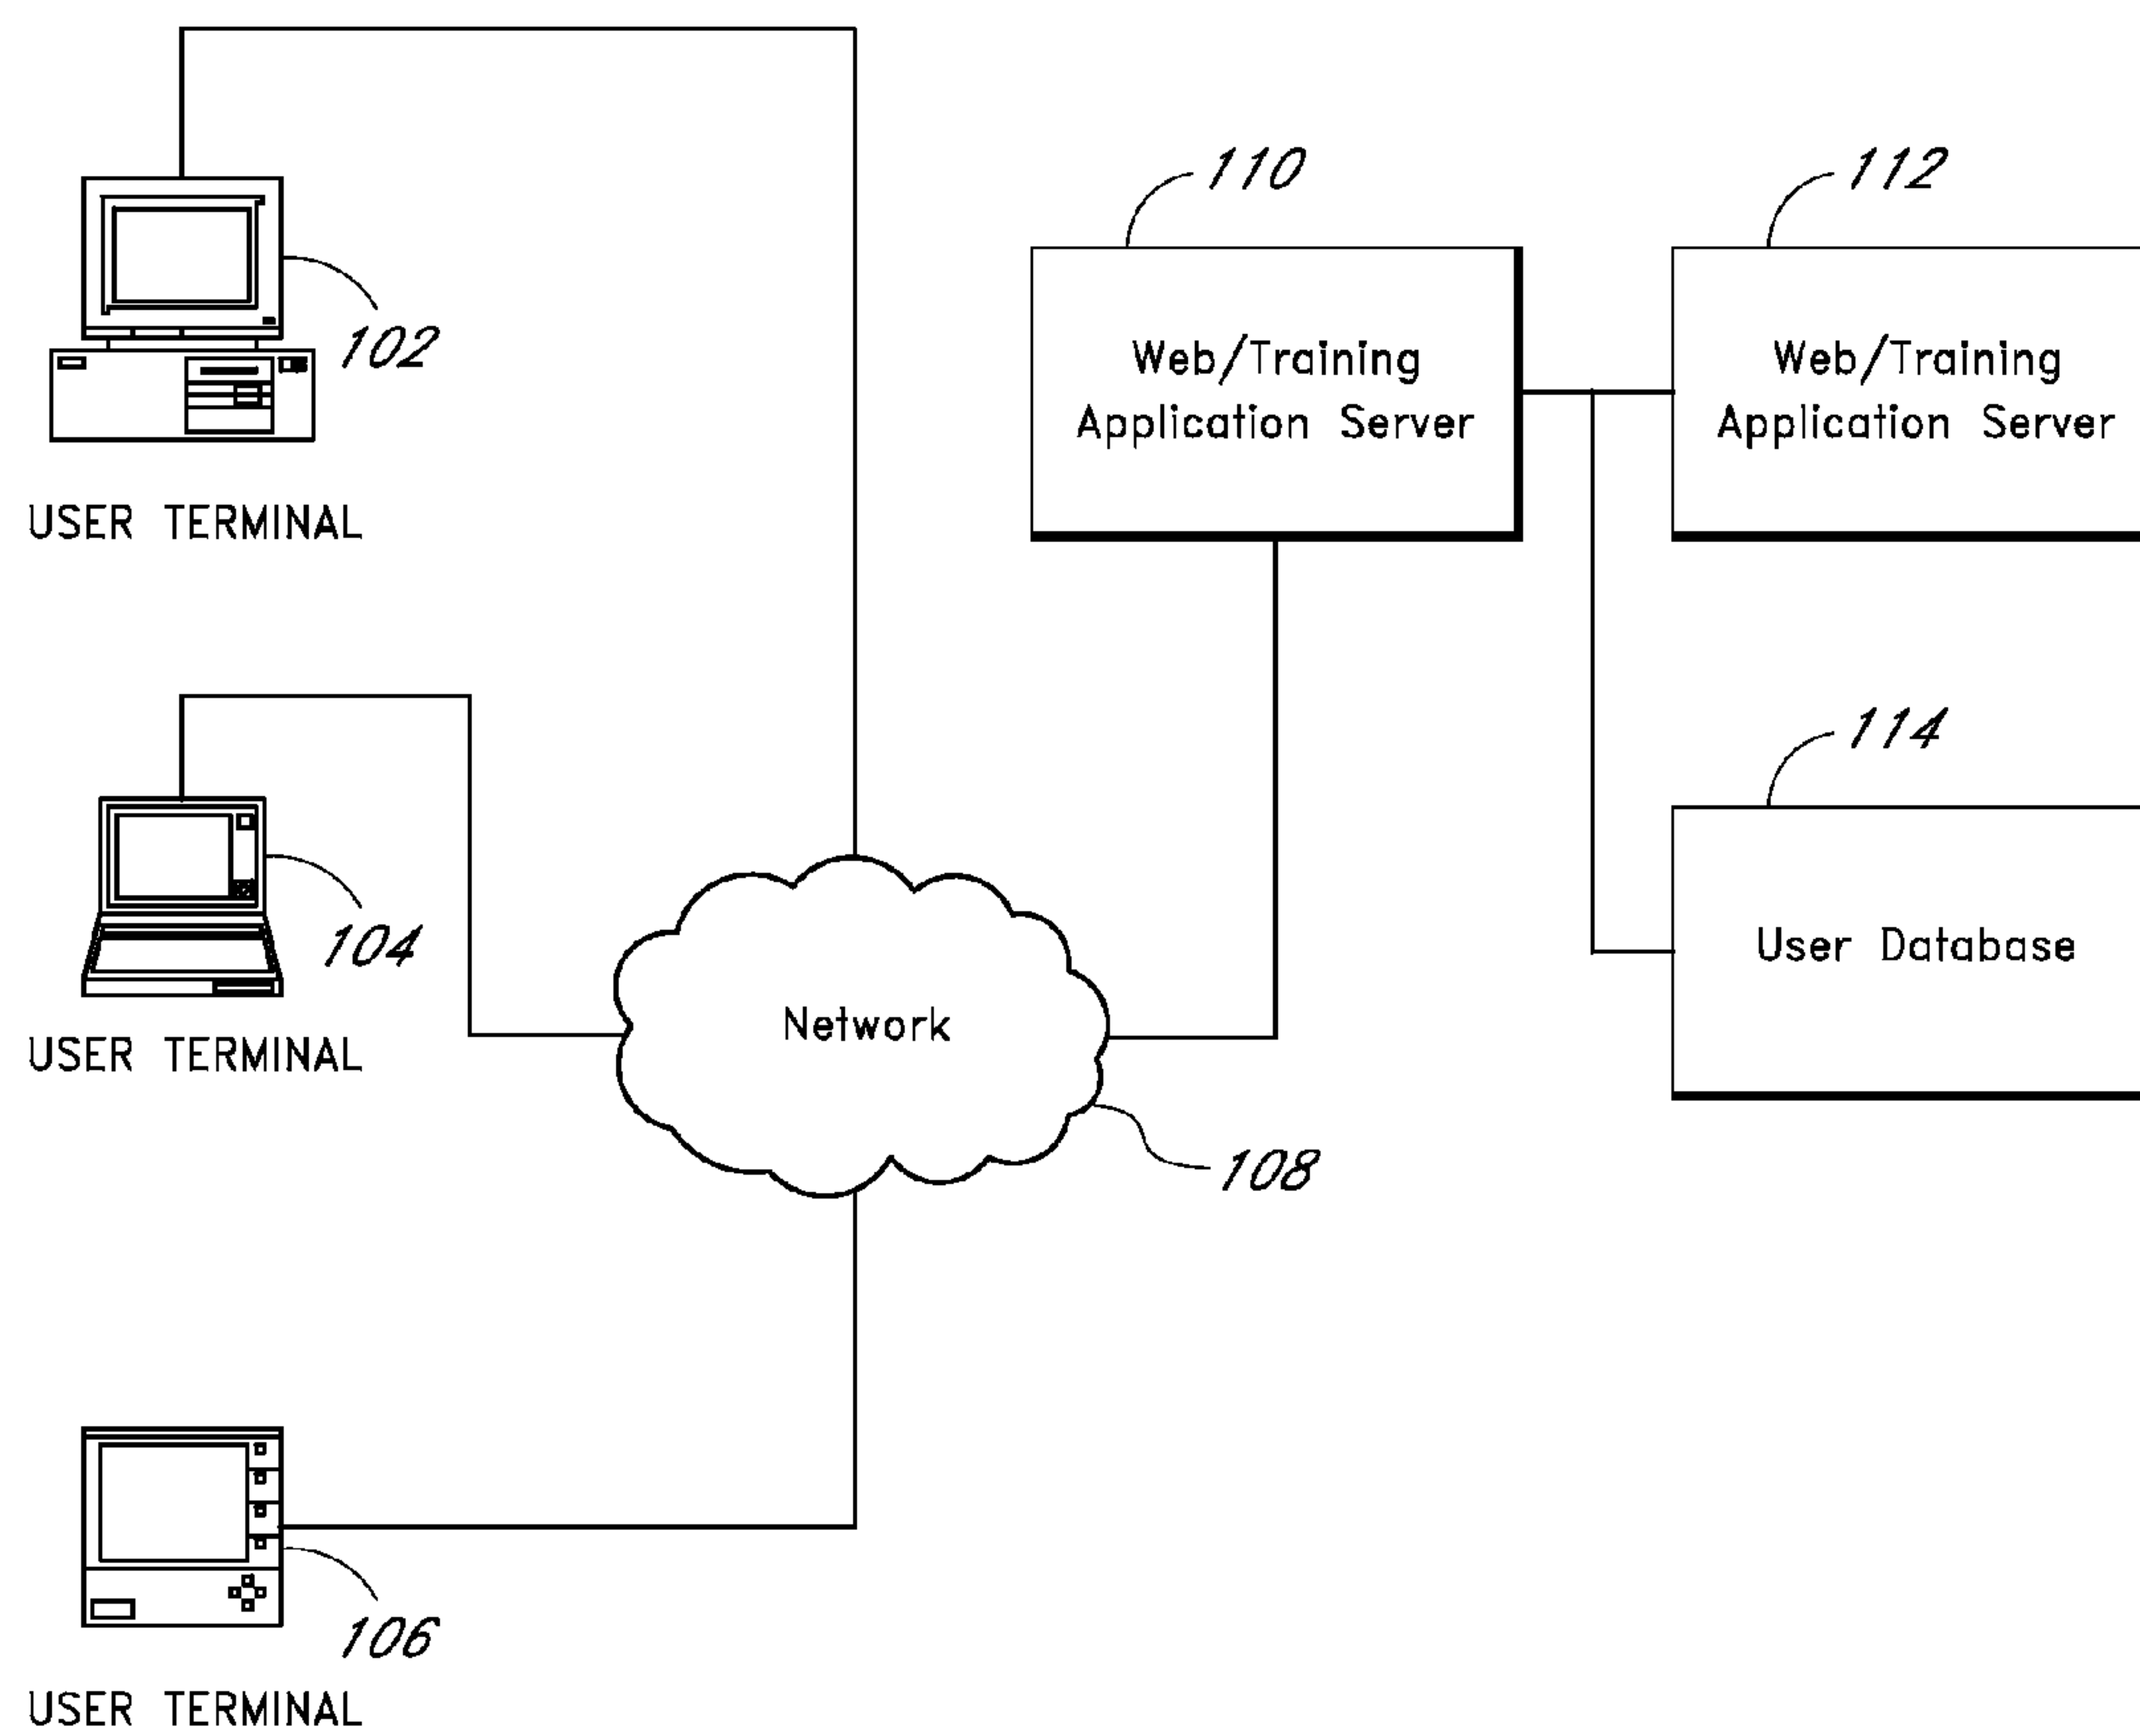 110
112
102
Web/Training
Application Server
Web/Training
Application Server
USER TERMINAL
114
104
User Database
Network
USER TERMINAL
108
106
USER TERMINAL